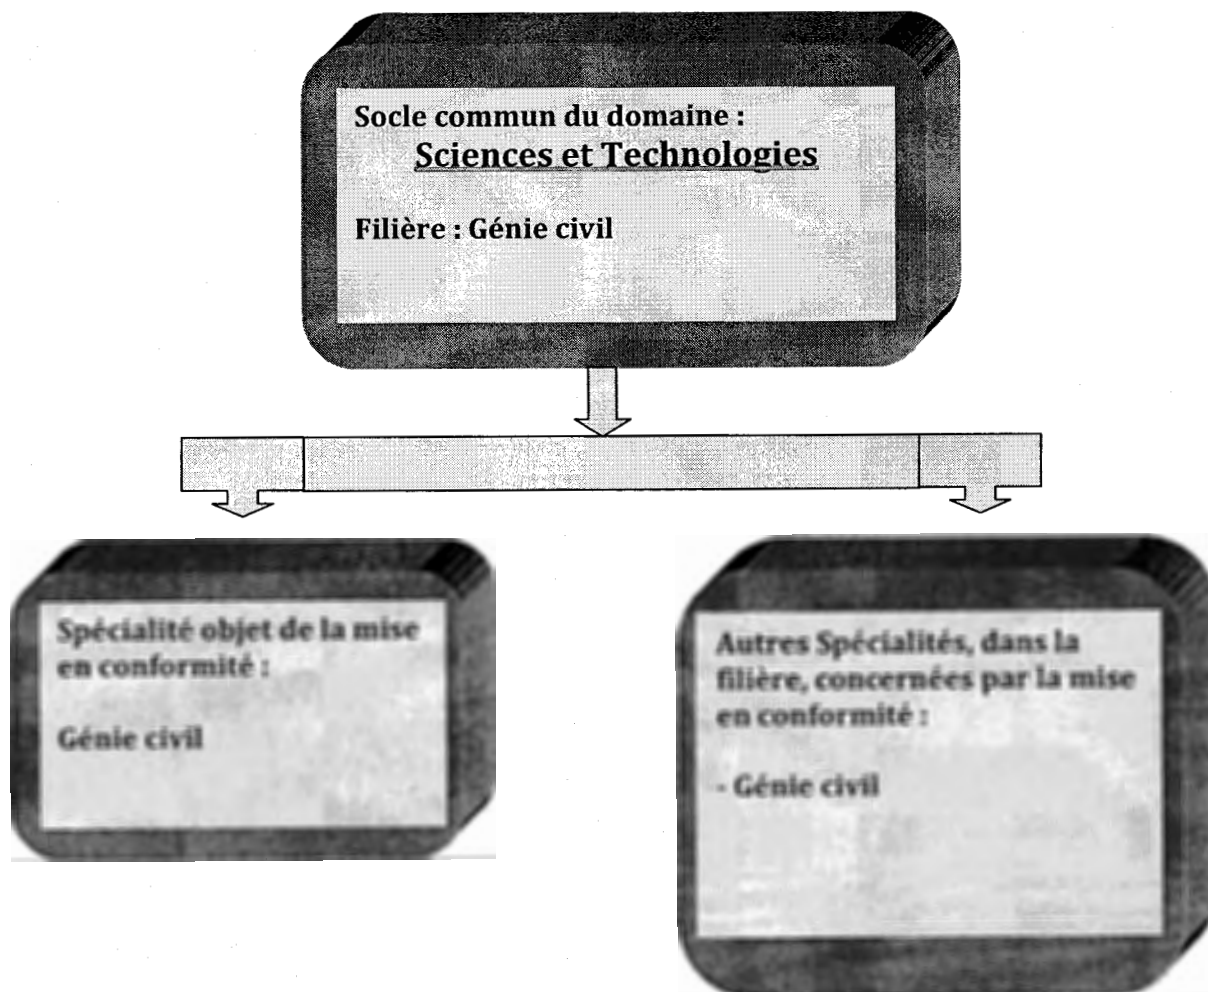 Socle commun du domaine :
Sciences et Technologies
Filière : Génie civil
Spécialité objet de la mise
en conformité :
Génie civil
Autres Spécialités, dans la
filière, concernées par la mise
en conformité :
- Génie civil